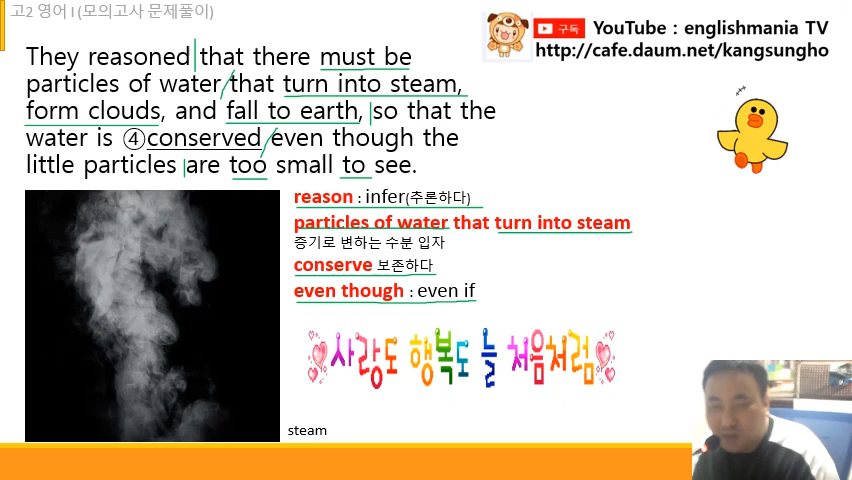 고2 영어 I (모의고사 문제풀이)
구독 YouTube : englishmania TV
http://cafe.daum.net/kangsungho
They reasoned that there must be
particles of water that turn into steam,
form clouds, and fall to earth, so that the
water is ④conserved even though the
little particles are too small to see.
reason : infer(추론하다)
particles of water that turn into steam
증기로 변하는 수분 입자
conserve 보존하다
even though : even if
사랑도 행복도 늘 처음처럼
steam